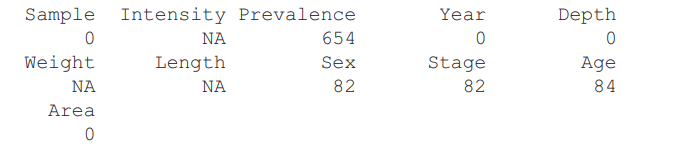 Sample Intensity Prevalence Year Depth
0 NA 654 0 0
Weight Length Sex Stage Age
NA NA 82 82 84
Area
0